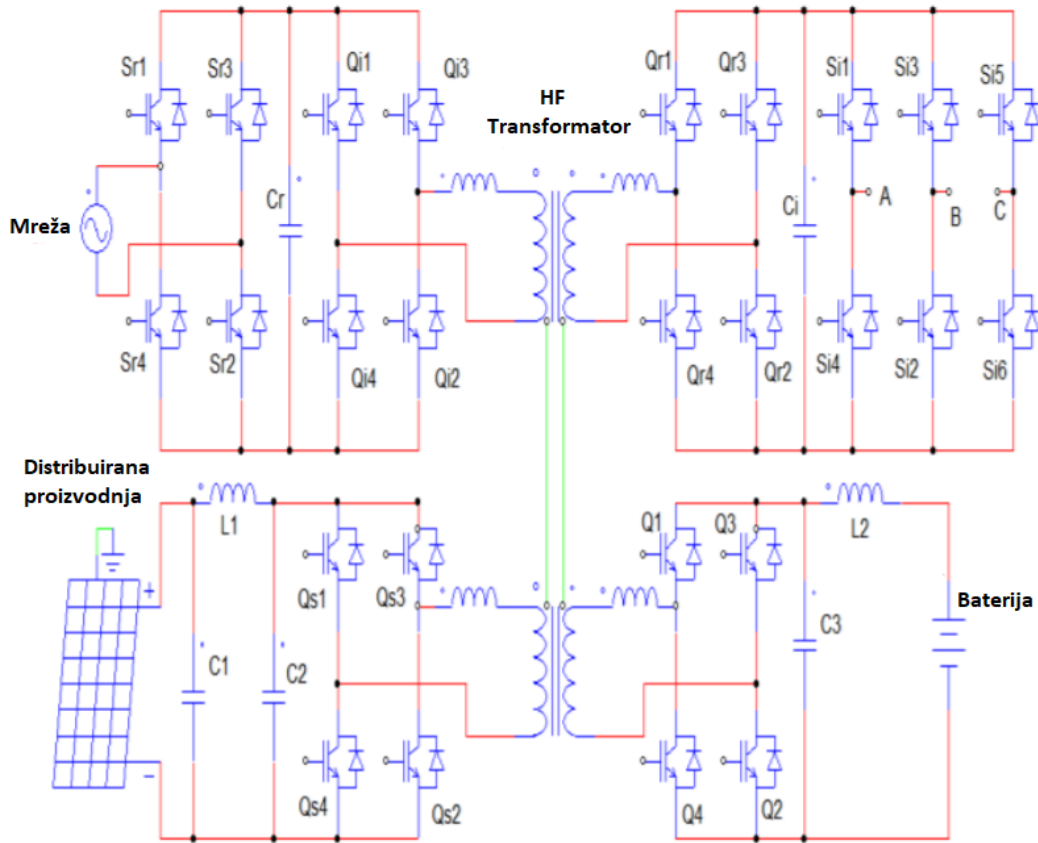 Sr1
Sr3
Qi1
Qi3
HF
Transformator
Qr1
Qr3
Si1
Si3
Si5
Mreža
Cr
Ci
A
B
C
Sr4
Sr2
Qi4
Qi2
Qr4
Qr2
Si4
Si2
Si6
Distribuirana
proizvodnja
L1
Qs1
Qs3
Q1
Q3
L2
+
C1
C2
C3
Baterija
−
Qs4
Qs2
Q4
Q2